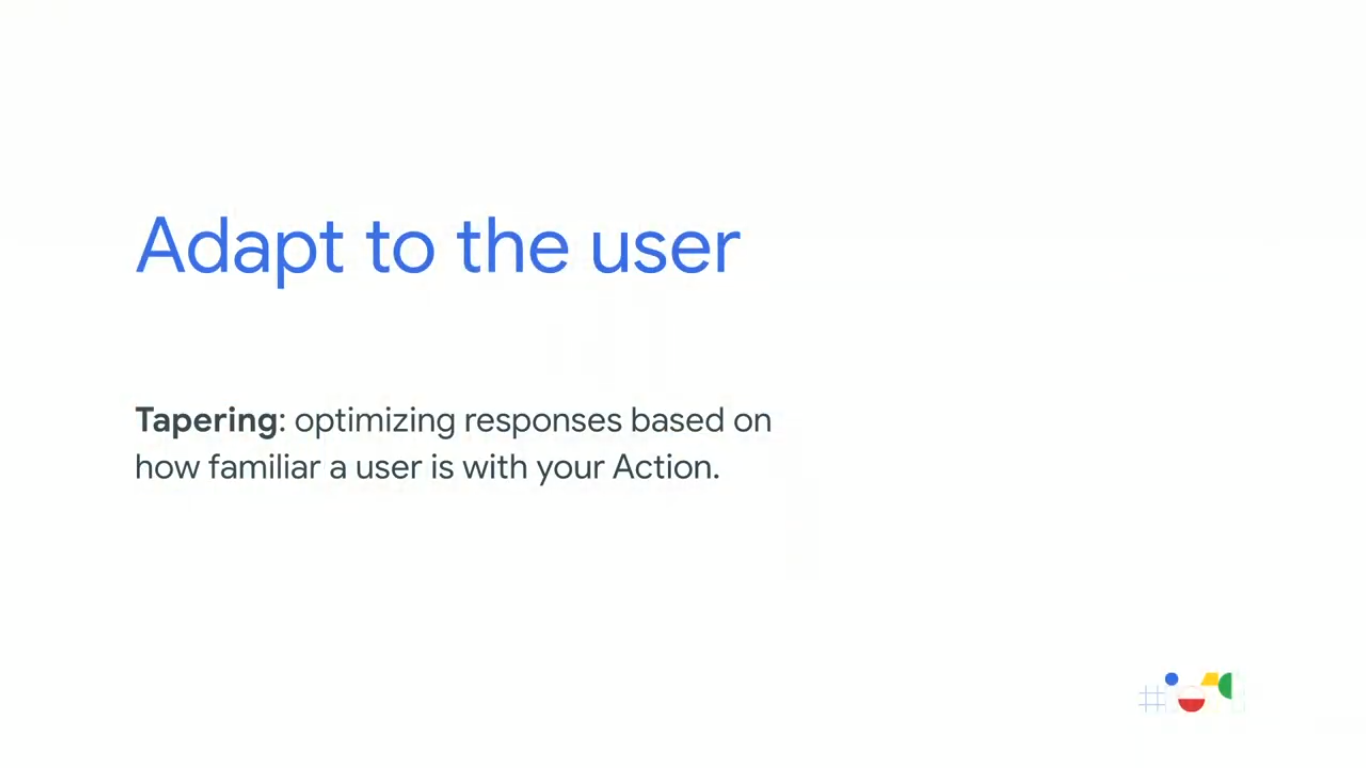 Adapt to the user
Tapering: optimizing responses based on
how familiar a user is with your Action.